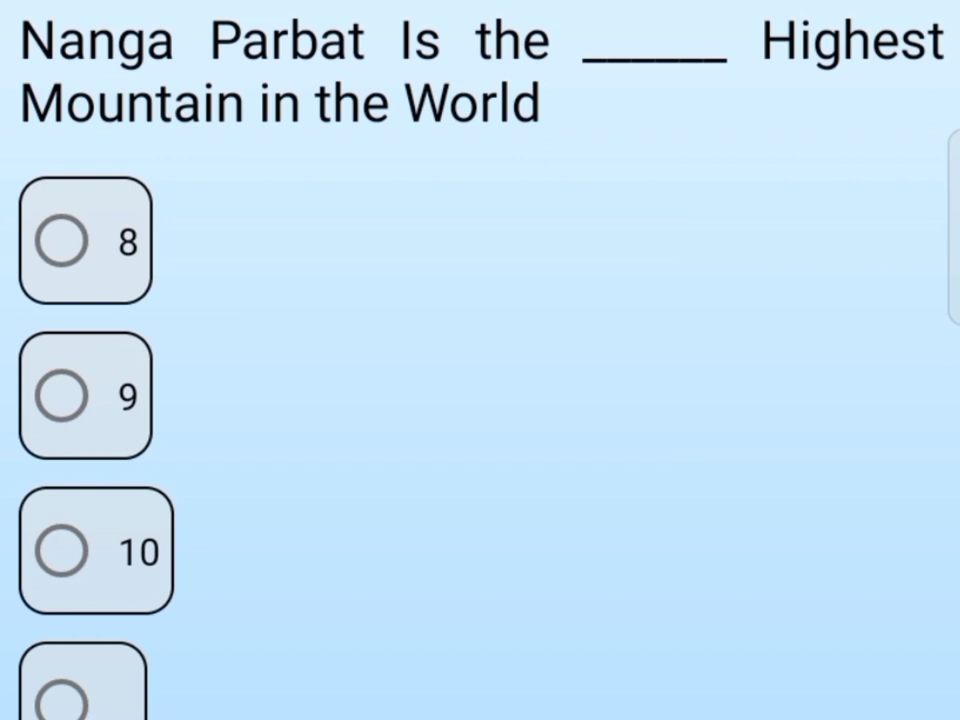 Nanga Parbat Is the ______ Highest
Mountain in the World
8
9
10